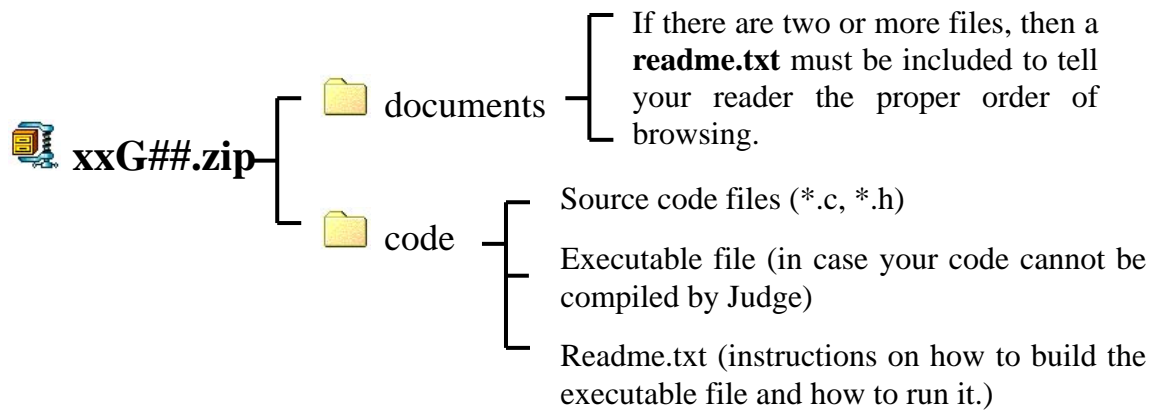 xxG##.zip
documents
If there are two or more files, then a
readme.txt must be included to tell
your reader the proper order of
browsing.
code
Source code files (*.c, *.h)
Executable file (in case your code cannot be
compiled by Judge)
Readme.txt (instructions on how to build the
executable file and how to run it.)